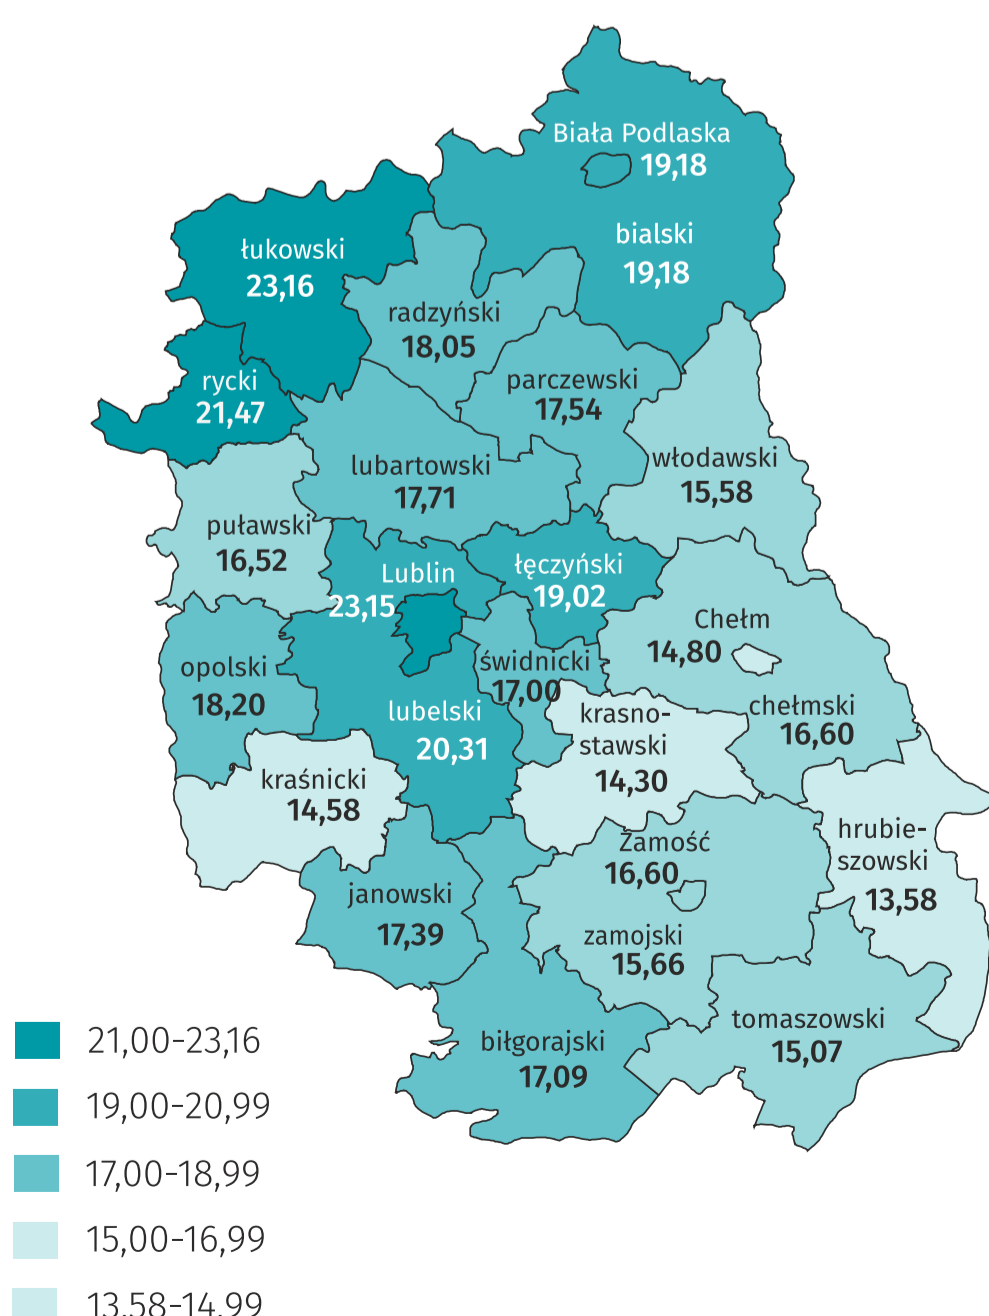 Biała Podlaska
19,18
bialski
19,18
łukowski
23,16
radzyński
18,05
rycki
21,47
parczewski
17,54
lubartowski
17,71
włodawski
15,58
puławski
16,52
Lublin
23,15
łęczyński
19,02
Chełm
14,80
opolski
18,20
świdnicki
17,00
lubelski
20,31
krasno-
stawski
14,30
chełmski
16,60
kraśnicki
14,58
hrubie-
szowski
13,58
Zamość
16,60
janowski
17,39
zamojski
15,66
tomaszowski
15,07
biłgorajski
17,09
21,00-23,16
19,00-20,99
17,00-18,99
15,00-16,99
13,58-14,99